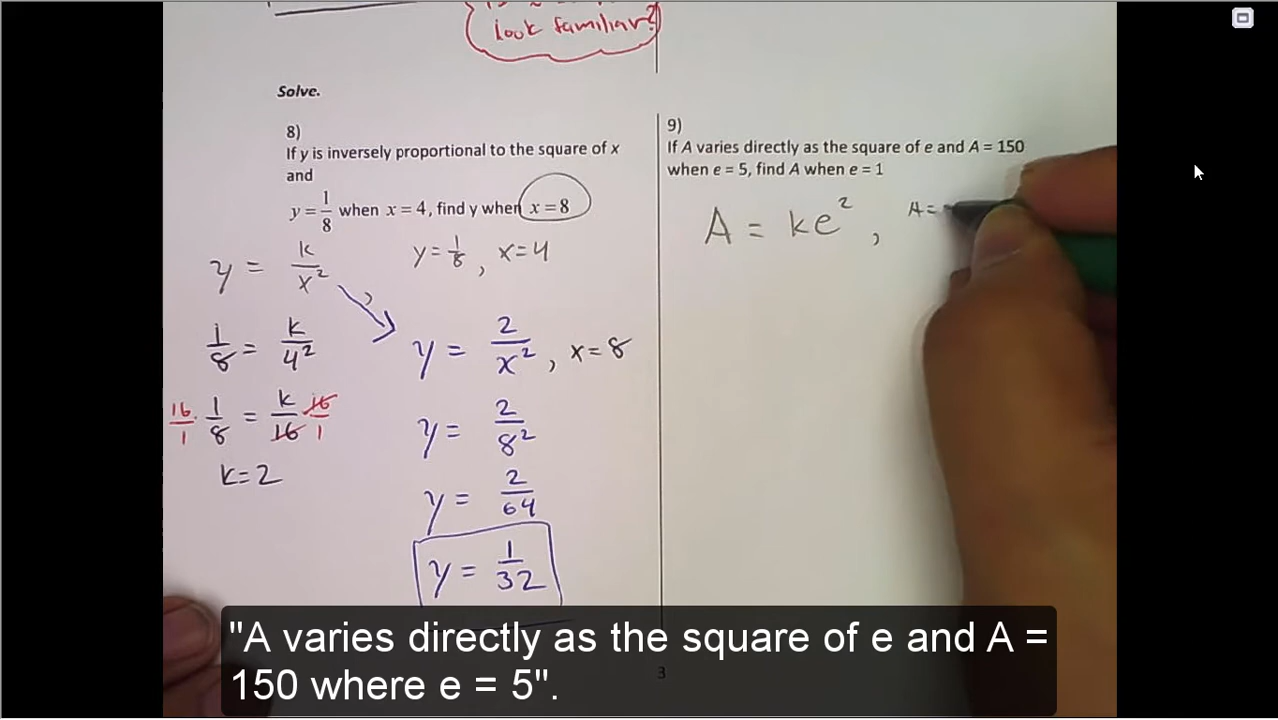 look familiar?
Solve.
8)
If y is inversely proportional to the square of x
and
y = 1/8 when x = 4, find y when x = 8
y = k/x² , y = 1/8 , x = 4
1/8 = k/4²
16/1 · 1/8 = k/16 · 16/1
k = 2
y = 2/x² , x = 8
y = 2/8²
y = 2/64
y = 1/32
9)
If A varies directly as the square of e and A = 150
when e = 5, find A when e = 1
A = ke² , A =
3
"A varies directly as the square of e and A =
150 where e = 5".